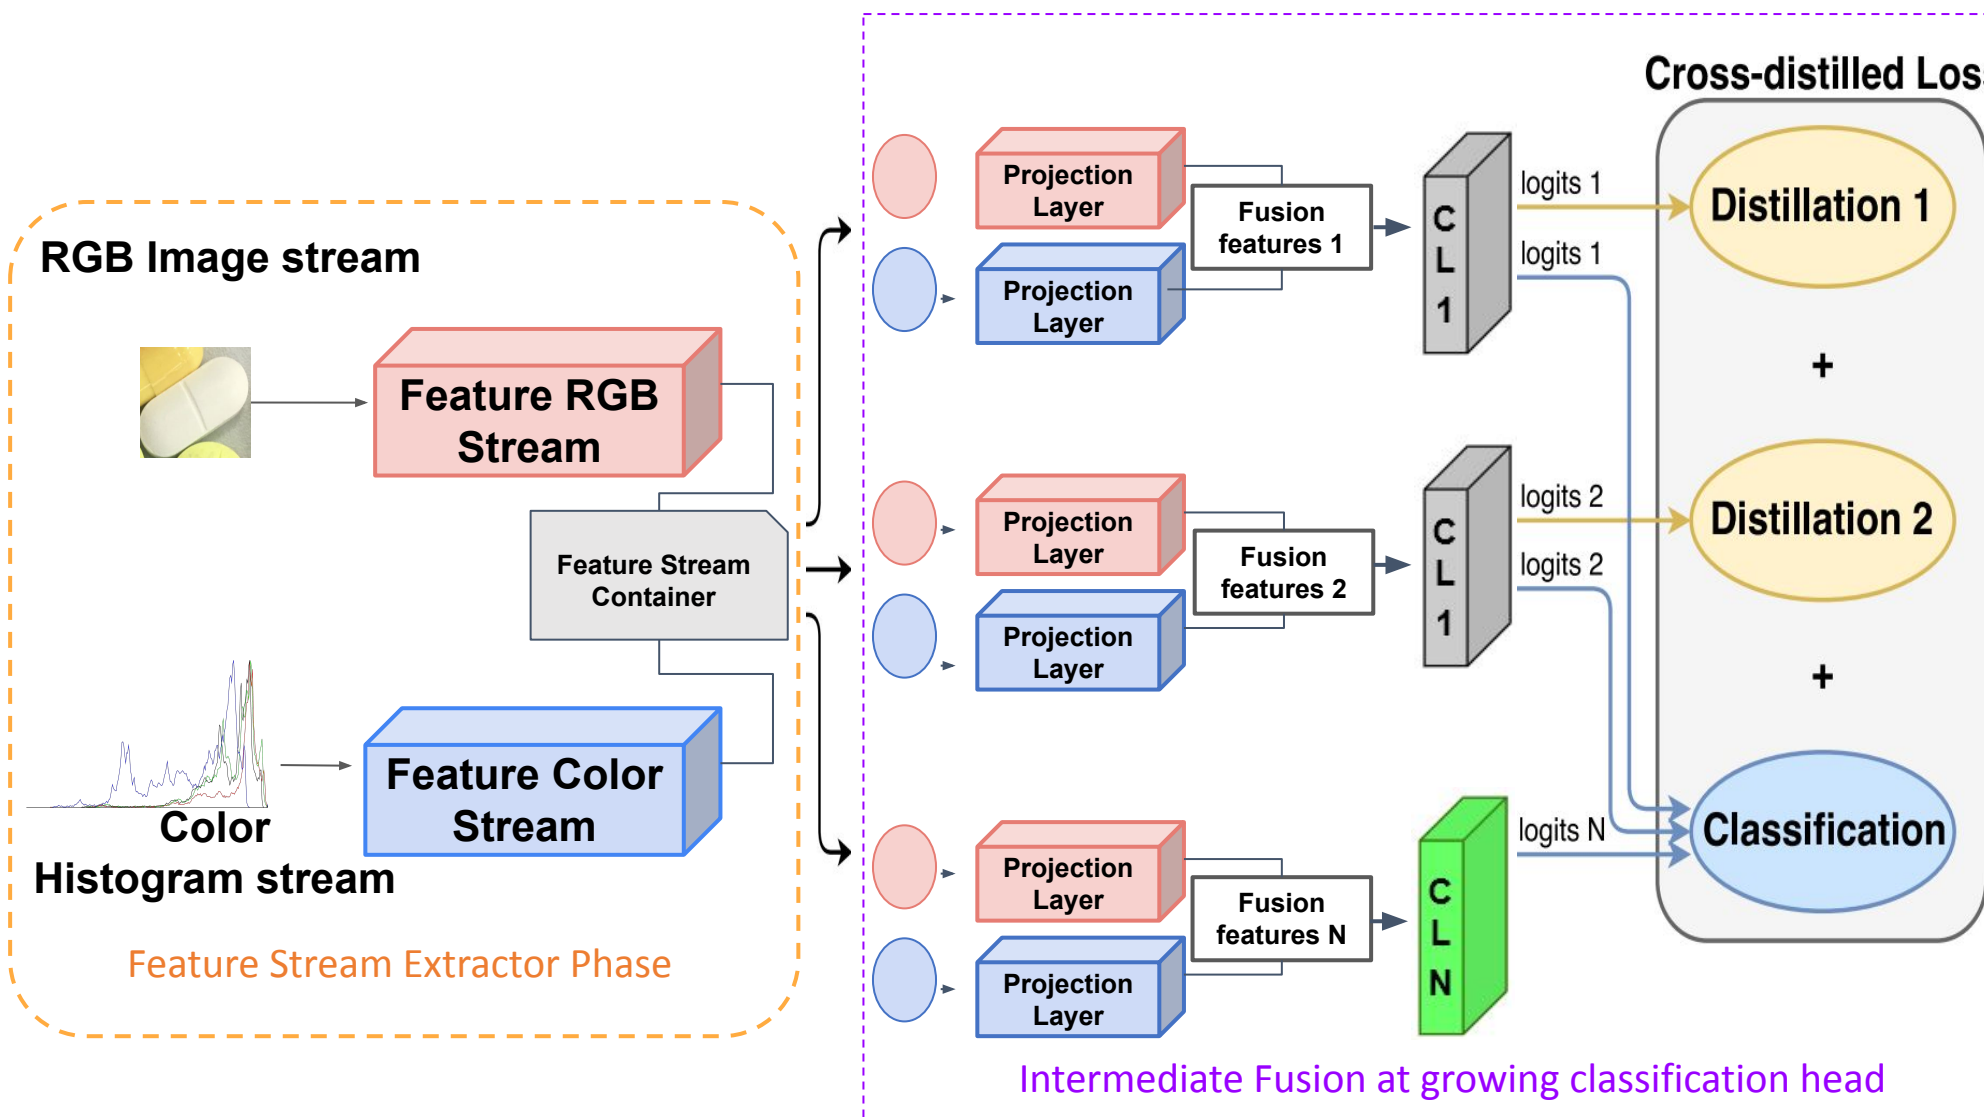 RGB Image stream
Feature RGB
Stream
Feature Stream
Container
Feature Color
Stream
Color
Histogram stream
Feature Stream Extractor Phase
Projection
Layer
Projection
Layer
Fusion
features 1
C
L
1
logits 1
logits 1
Projection
Layer
Projection
Layer
Fusion
features 2
C
L
1
logits 2
logits 2
Projection
Layer
Projection
Layer
Fusion
features N
C
L
N
logits N
Cross-distilled Los
Distillation 1
+
Distillation 2
+
Classification
Intermediate Fusion at growing classification head